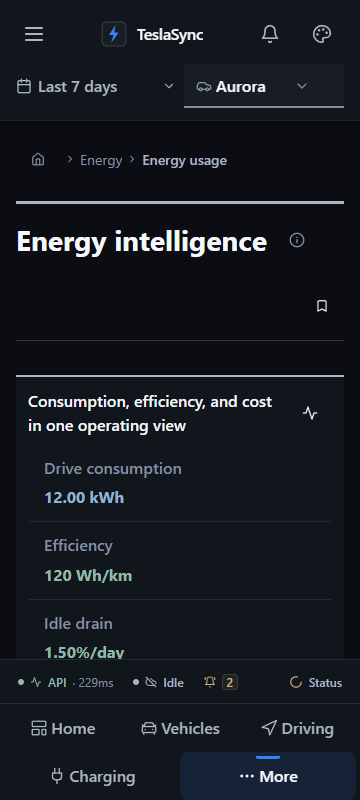 TeslaSync
Last 7 days
Aurora
Energy
Energy usage
Energy intelligence
Consumption, efficiency, and cost
in one operating view
Drive consumption
12.00 kWh
Efficiency
120 Wh/km
Idle drain
1.50%/day
API · 229ms
Idle
2
Status
Home
Vehicles
Driving
Charging
More